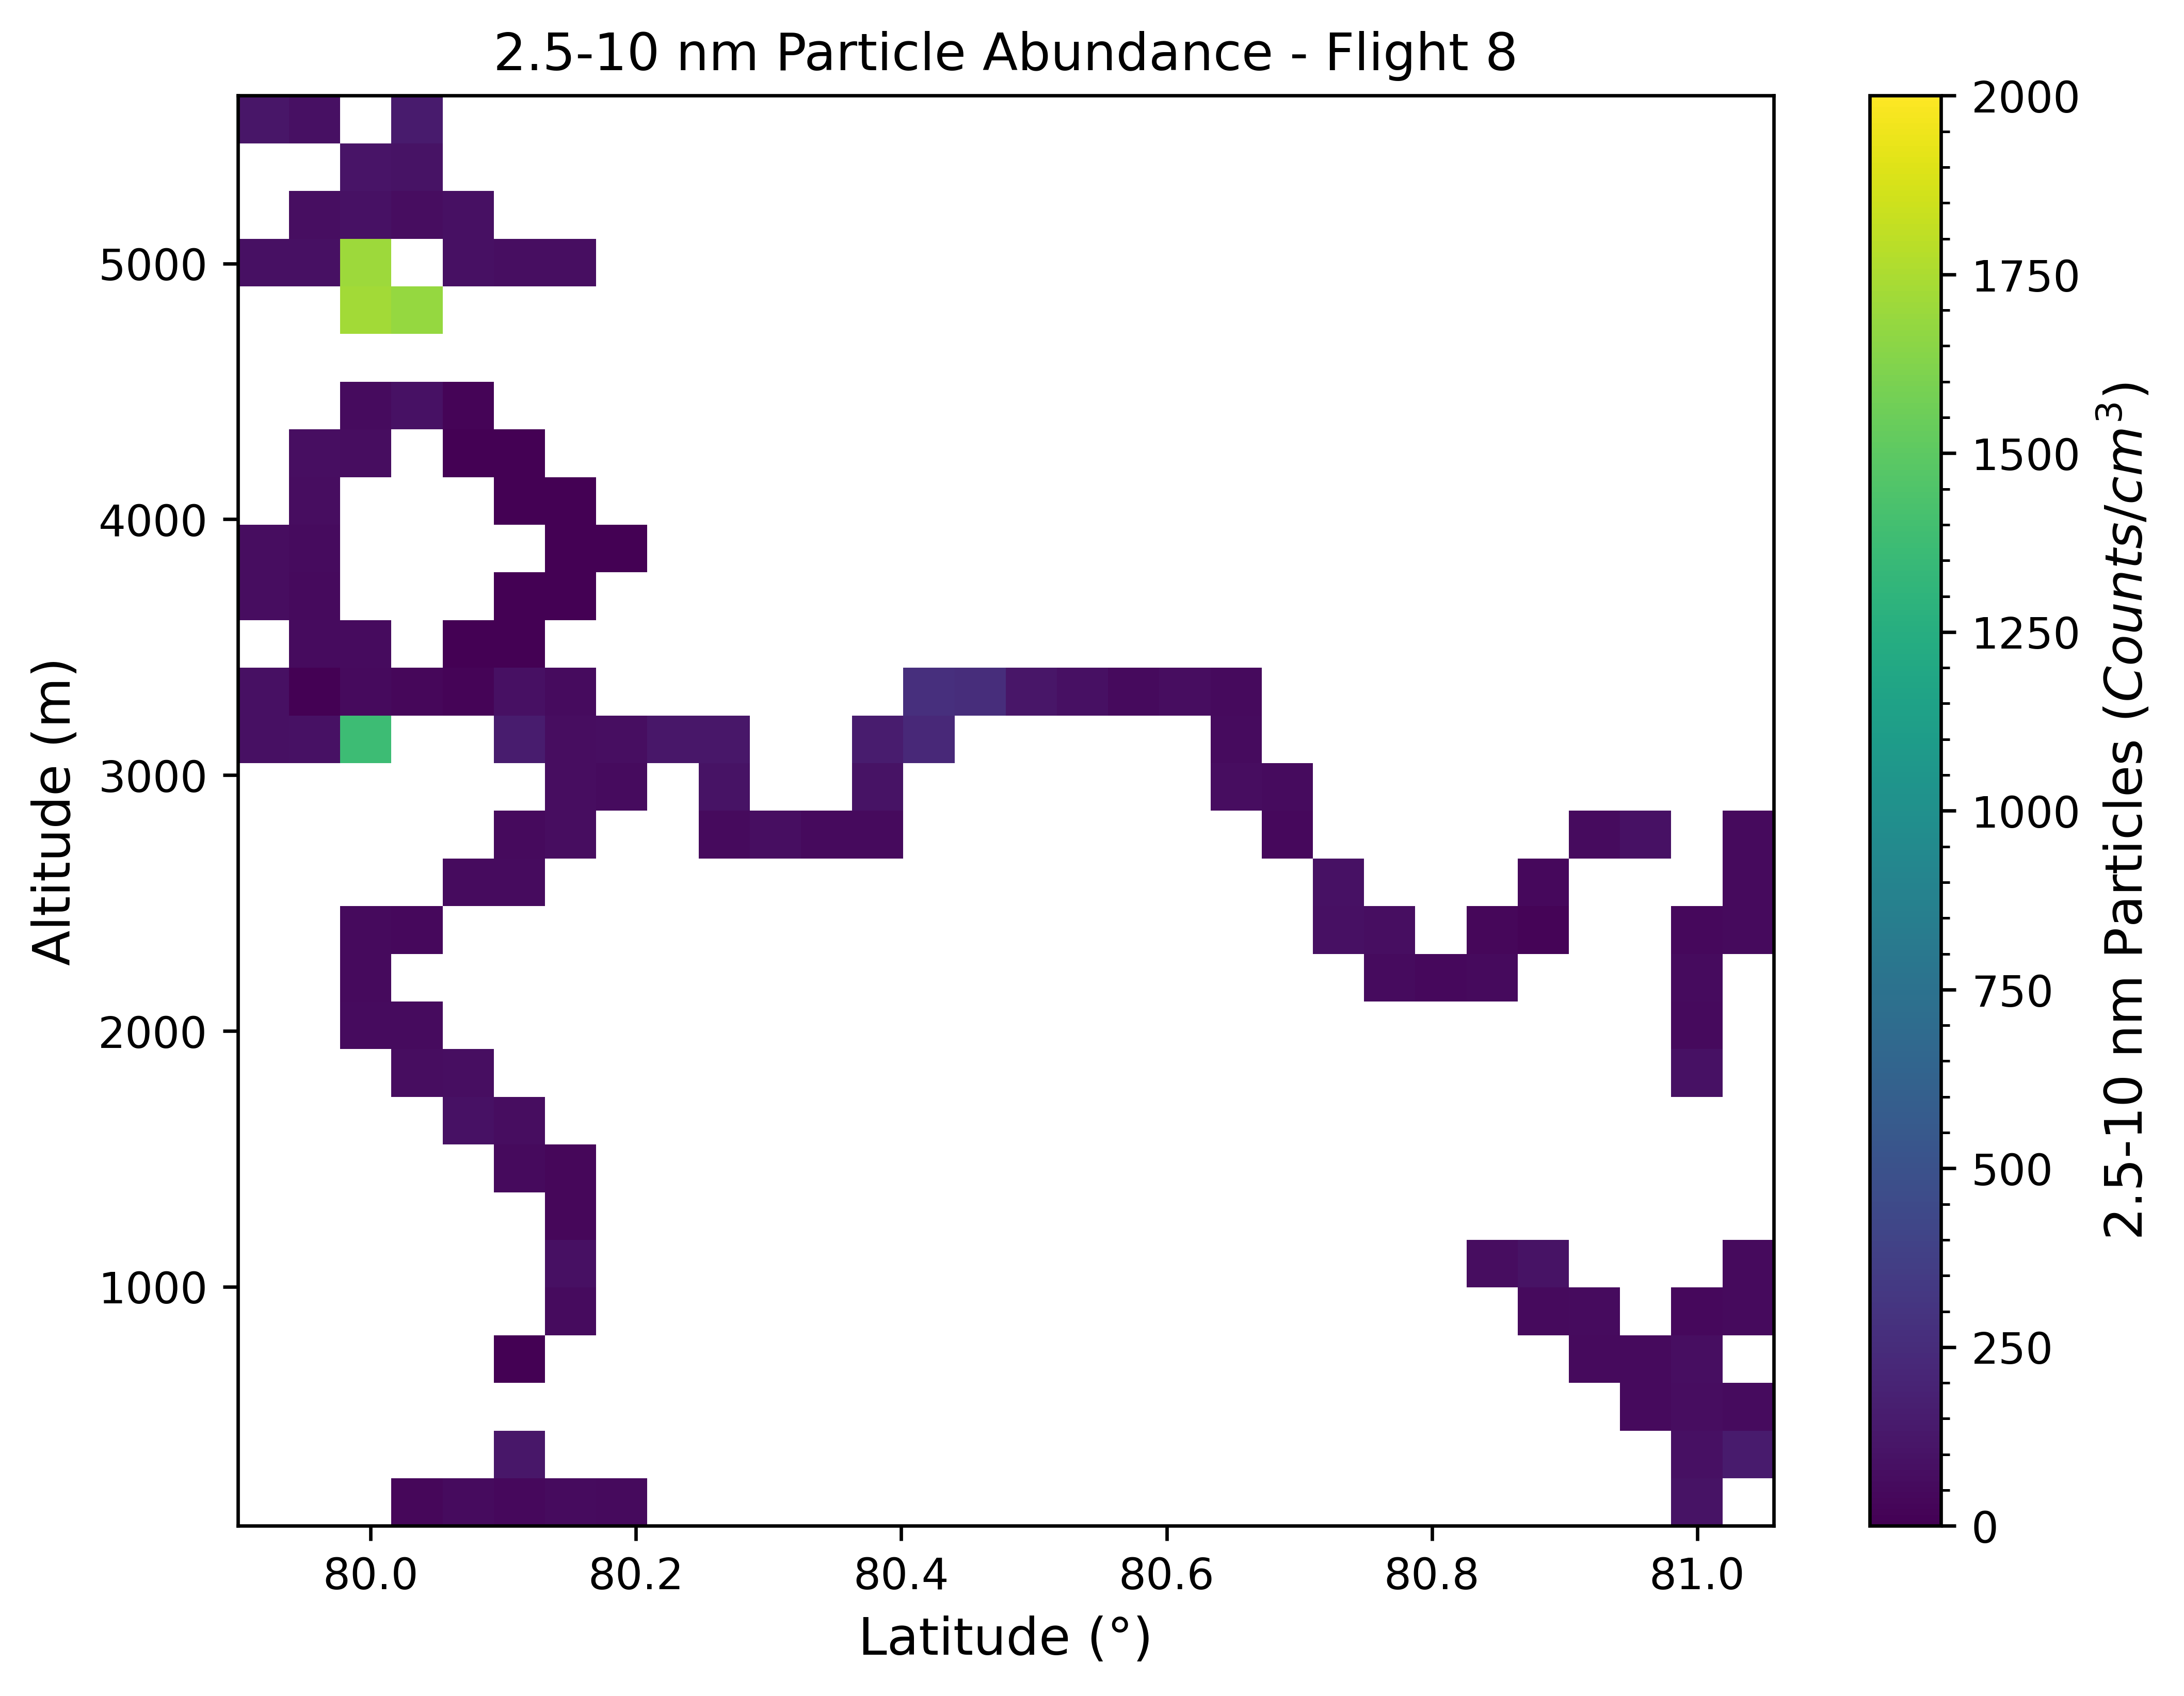 2.5-10 nm Particle Abundance - Flight 8
5000
4000
3000
2000
1000
Altitude (m)
80.0 80.2 80.4 80.6 80.8 81.0
Latitude (°)
2000
1750
1500
1250
1000
750
500
250
0
2.5-10 nm Particles (Counts/cm³)